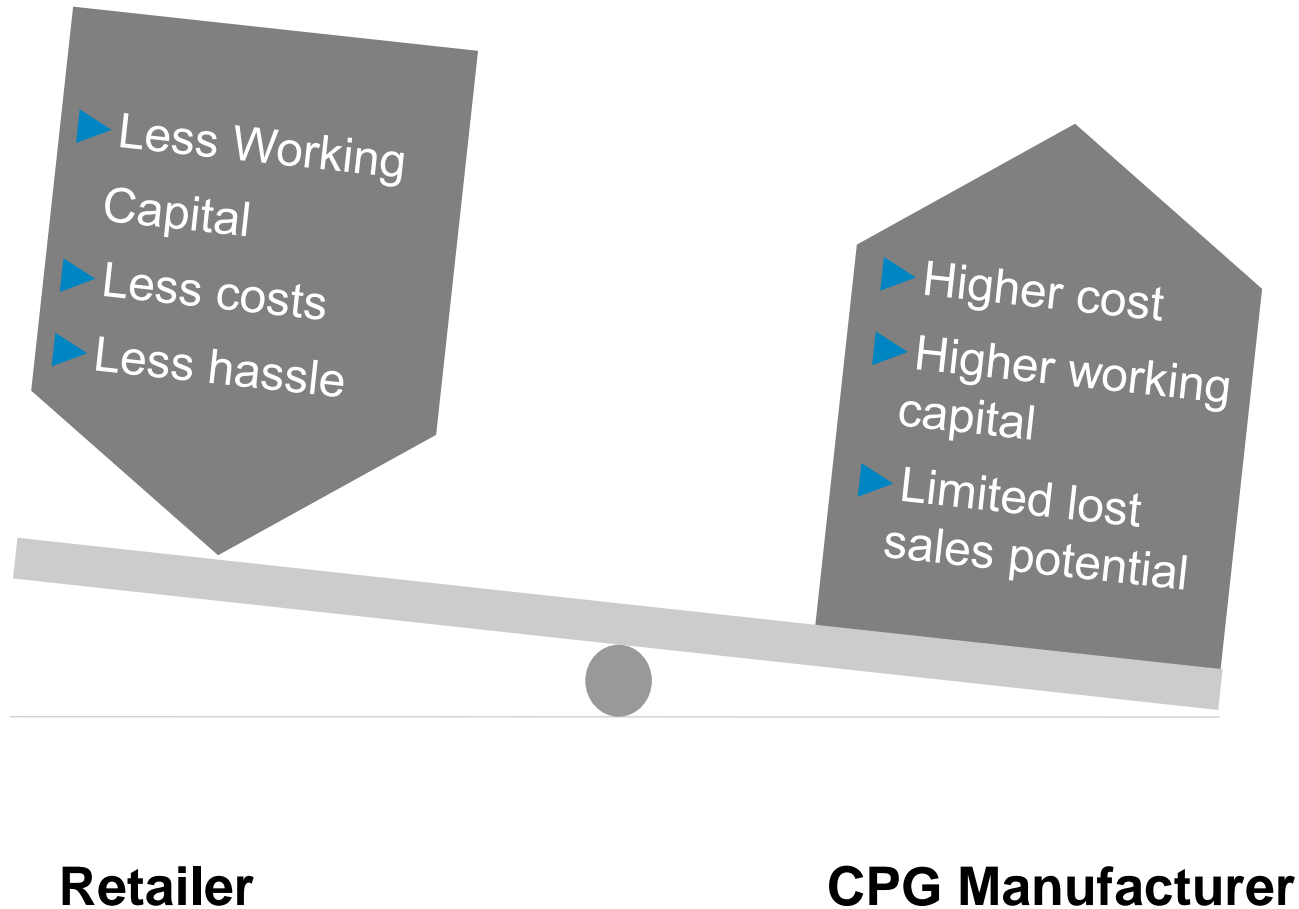 Less Working
Capital
Less costs
Less hassle
Higher cost
Higher working
capital
Limited lost
sales potential
Retailer
CPG Manufacturer